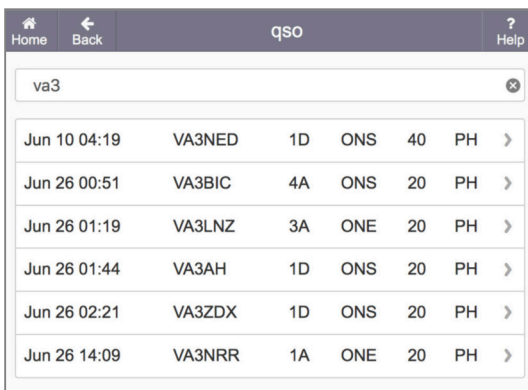 Home Back qso ? Help
va3
Jun 10 04:19 VA3NED 1D ONS 40 PH
Jun 26 00:51 VA3BIC 4A ONS 20 PH
Jun 26 01:19 VA3LNZ 3A ONE 20 PH
Jun 26 01:44 VA3AH 1D ONS 20 PH
Jun 26 02:21 VA3ZDX 1D ONS 20 PH
Jun 26 14:09 VA3NRR 1A ONE 20 PH